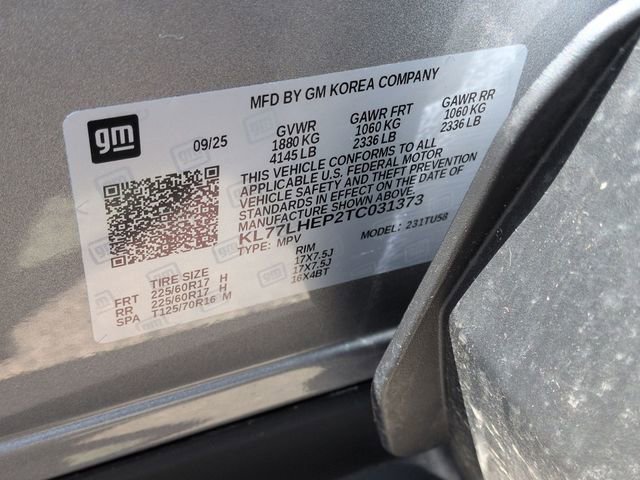 MFD BY GM KOREA COMPANY
gm
09/25
GVWR GAWR FRT GAWR RR
1880 KG 1060 KG 1060 KG
4145 LB 2336 LB 2336 LB
THIS VEHICLE CONFORMS TO ALL
APPLICABLE U.S. FEDERAL MOTOR
VEHICLE SAFETY AND THEFT PREVENTION
STANDARDS IN EFFECT ON THE DATE OF
MANUFACTURE SHOWN ABOVE.
KL77LHEP2TC031373
TYPE: MPV MODEL: 231TU58
TIRE SIZE RIM
FRT 225/60R17 H 17X7.5J
RR 225/60R17 H 17X7.5J
SPA T125/70R16 M 16X4BT